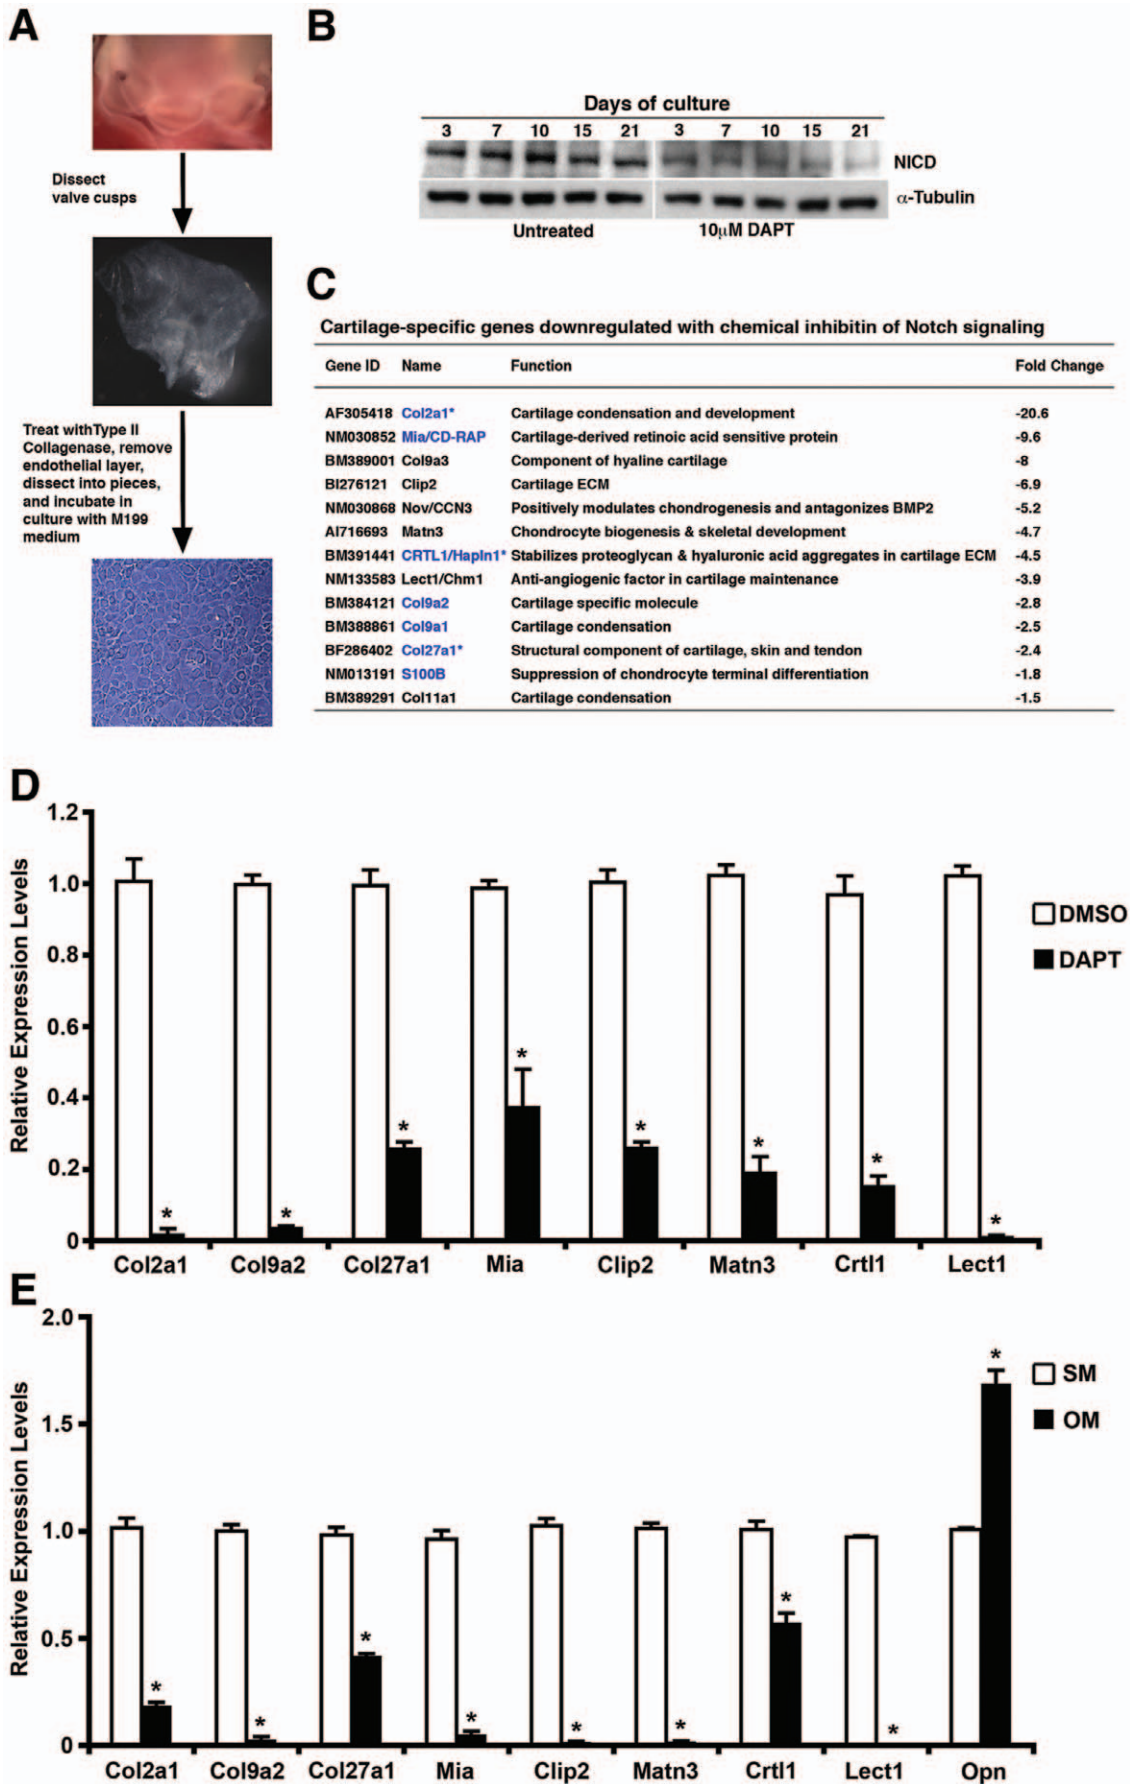 A
Dissect
valve cusps
Treat withType II
Collagenase, remove
endothelial layer,
dissect into pieces,
and incubate in
culture with M199
medium
B
Days of culture
3 7 10 15 21 3 7 10 15 21
NICD
α-Tubulin
Untreated 10μM DAPT
C
Cartilage-specific genes downregulated with chemical inhibitin of Notch signaling
Gene ID Name Function Fold Change
AF305418 Col2a1* Cartilage condensation and development -20.6
NM030852 Mia/CD-RAP Cartilage-derived retinoic acid sensitive protein -9.6
BM389001 Col9a3 Component of hyaline cartilage -8
BI276121 Clip2 Cartilage ECM -6.9
NM030868 Nov/CCN3 Positively modulates chondrogenesis and antagonizes BMP2 -5.2
AI716693 Matn3 Chondrocyte biogenesis & skeletal development -4.7
BM391441 CRTL1/Hapln1* Stabilizes proteoglycan & hyaluronic acid aggregates in cartilage ECM -4.5
NM133583 Lect1/Chm1 Anti-angiogenic factor in cartilage maintenance -3.9
BM384121 Col9a2 Cartilage specific molecule -2.8
BM388861 Col9a1 Cartilage condensation -2.5
BF286402 Col27a1* Structural component of cartilage, skin and tendon -2.4
NM013191 S100B Suppression of chondrocyte terminal differentiation -1.8
BM389291 Col11a1 Cartilage condensation -1.5
D
Relative Expression Levels
1.2
1.0
0.8
0.6
0.4
0.2
0
* * * * * * * *
Col2a1 Col9a2 Col27a1 Mia Clip2 Matn3 Crtl1 Lect1
DMSO
DAPT
E
Relative Expression Levels
2.0
1.5
1.0
0.5
0
* * * * * * * * *
Col2a1 Col9a2 Col27a1 Mia Clip2 Matn3 Crtl1 Lect1 Opn
SM
OM